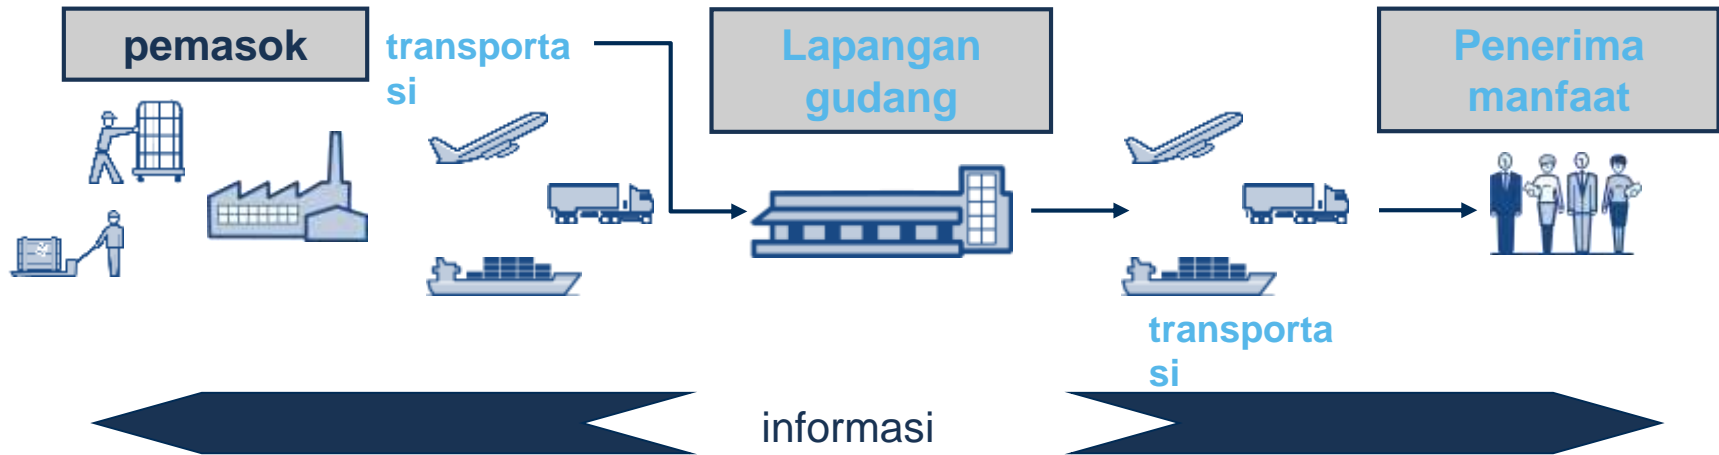 pemasok
transporta
si
Lapangan
gudang
Penerima
manfaat
transporta
si
informasi